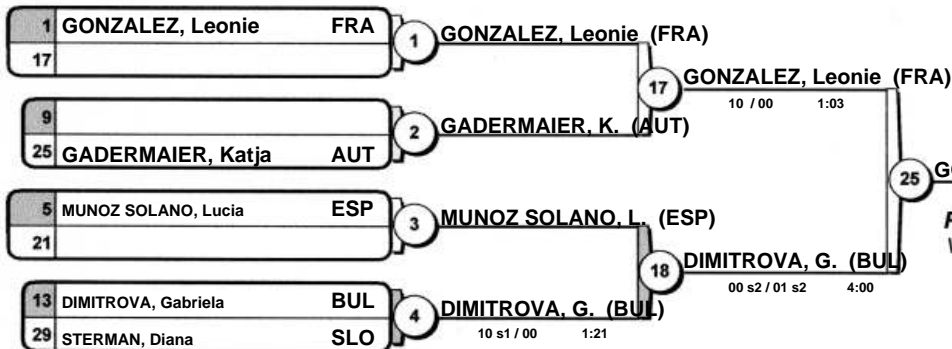 1 GONZALEZ, Leonie FRA
17
1 GONZALEZ, Leonie (FRA)
9
25 GADERMAIER, Katja AUT
2 GADERMAIER, K. (AUT)
17 GONZALEZ, Leonie (FRA)
10 / 00 1:03
5 MUNOZ SOLANO, Lucia ESP
21
3 MUNOZ SOLANO, L. (ESP)
13 DIMITROVA, Gabriela BUL
29 STERMAN, Diana SLO
4 DIMITROVA, G. (BUL)
10 s1 / 00 1:21
18 DIMITROVA, G. (BUL)
00 s2 / 01 s2 4:00
25